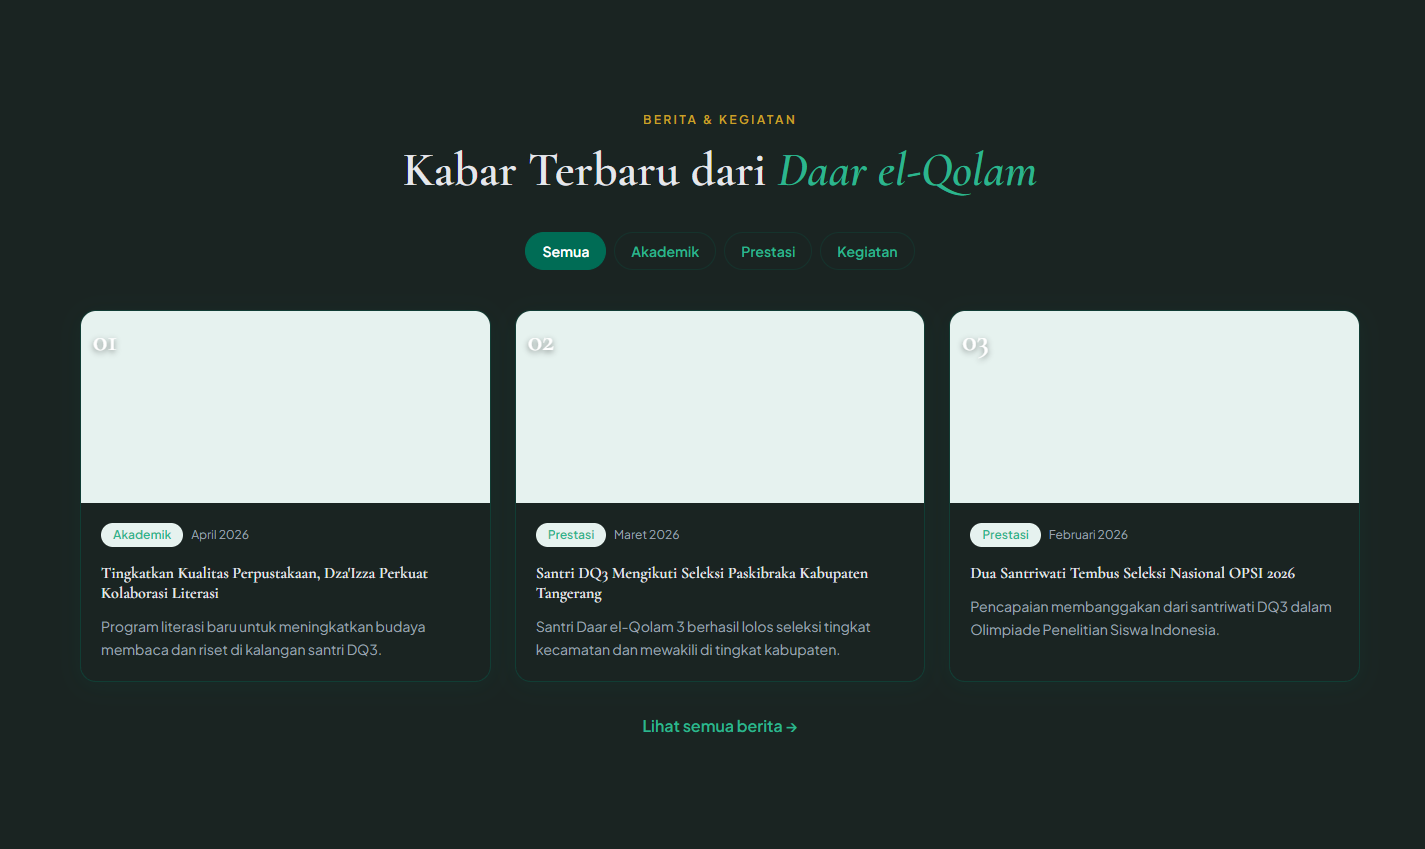 BERITA & KEGIATAN
Kabar Terbaru dari Daar el-Qolam
Semua
Akademik
Prestasi
Kegiatan
01
02
03
Akademik April 2026
Tingkatkan Kualitas Perpustakaan, Dza'Izza Perkuat
Kolaborasi Literasi
Program literasi baru untuk meningkatkan budaya
membaca dan riset di kalangan santri DQ3.
Prestasi Maret 2026
Santri DQ3 Mengikuti Seleksi Paskibraka Kabupaten
Tangerang
Santri Daar el-Qolam 3 berhasil lolos seleksi tingkat
kecamatan dan mewakili di tingkat kabupaten.
Prestasi Februari 2026
Dua Santriwati Tembus Seleksi Nasional OPSI 2026
Pencapaian membanggakan dari santriwati DQ3 dalam
Olimpiade Penelitian Siswa Indonesia.
Lihat semua berita →